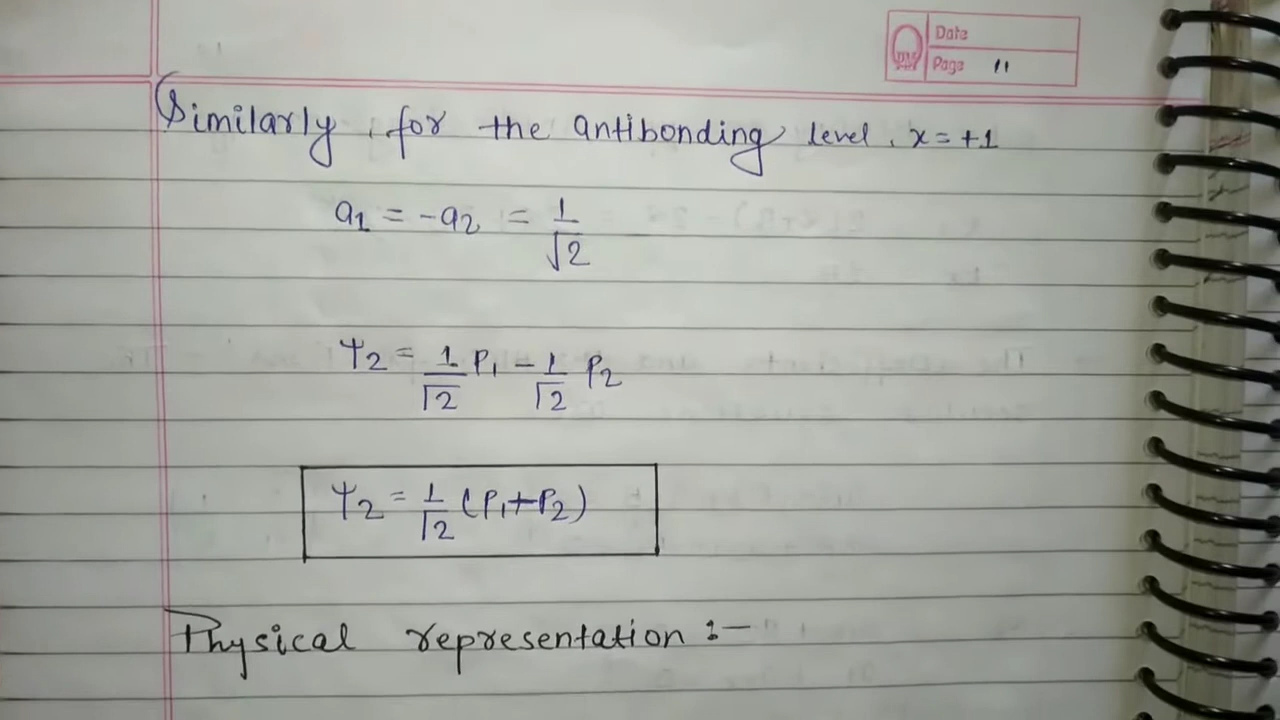 Date
Page 11
Similarly, for the antibonding level, x = +1
a₁ = -a₂ = 1/√2
Ψ₂ = 1/√2 P₁ - 1/√2 P₂
Ψ₂ = 1/√2 (P₁+P₂)
Physical representation :-